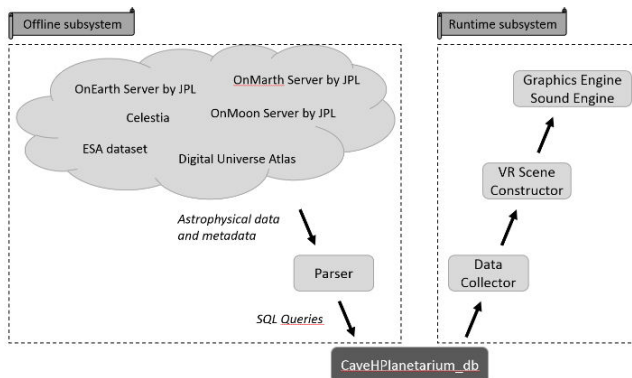 Offline subsystem
Runtime subsystem
OnEarth Server by JPL
OnMarth Server by JPL
Celestia
OnMoon Server by JPL
ESA dataset
Digital Universe Atlas
Astrophysical data
and metadata
Parser
SQL Queries
CaveHPlanetarium_db
Graphics Engine
Sound Engine
VR Scene
Constructor
Data
Collector